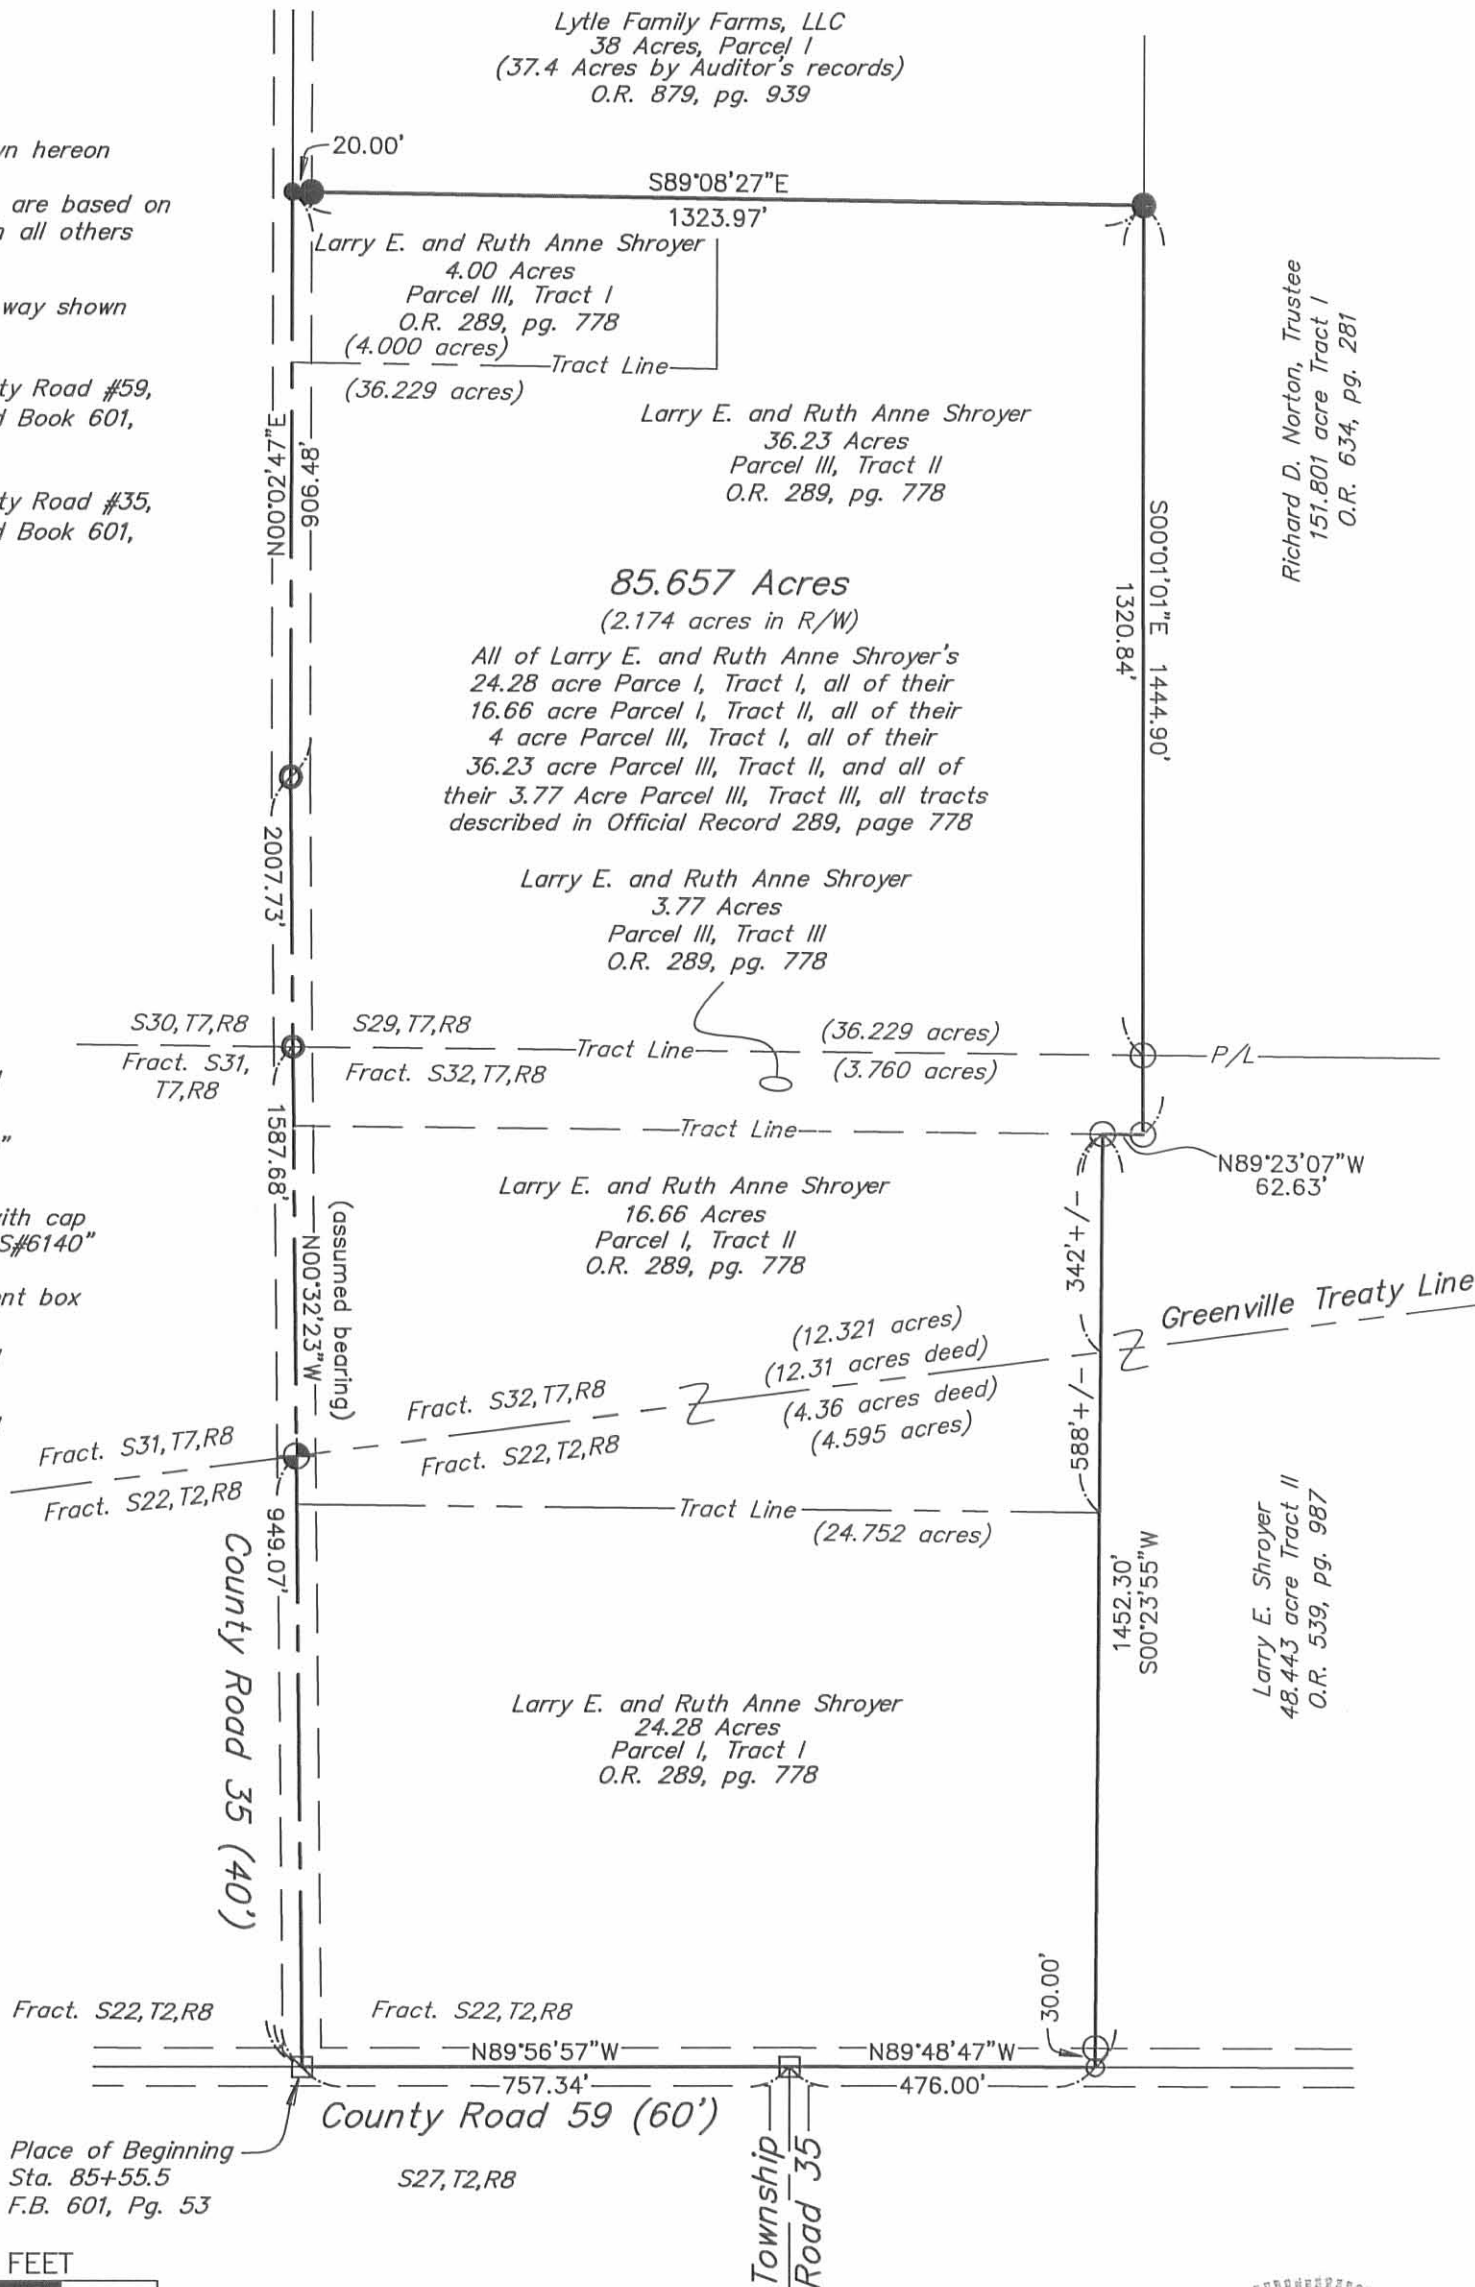 Lytle Family Farms, LLC
38 Acres, Parcel I
(37.4 Acres by Auditor's records)
O.R. 879, pg. 939
hereon
20.00'
S89°08'27"E
1323.97'
are based on
all others
way shown
Road #59,
Book 601,
Road #35,
Book 601,
Larry E. and Ruth Anne Shroyer
4.00 Acres
Parcel III, Tract I
O.R. 289, pg. 778
(4.000 acres)
Tract Line
(36.229 acres)
Larry E. and Ruth Anne Shroyer
36.23 Acres
Parcel III, Tract II
O.R. 289, pg. 778
Richard D. Norton, Trustee
151.801 acre Tract I
O.R. 634, pg. 281
N00°02'47"E
906.48'
S00°01'01"E 1444.90'
1320.84'
85.657 Acres
(2.174 acres in R/W)
All of Larry E. and Ruth Anne Shroyer's
24.28 acre Parce I, Tract I, all of their
16.66 acre Parcel I, Tract II, all of their
4 acre Parcel III, Tract I, all of their
36.23 acre Parcel III, Tract II, and all of
their 3.77 Acre Parcel III, Tract III, all tracts
described in Official Record 289, page 778
2007.73'
Larry E. and Ruth Anne Shroyer
3.77 Acres
Parcel III, Tract III
O.R. 289, pg. 778
S30,T7,R8
S29,T7,R8
(36.229 acres)
Tract Line
P/L
Fract. S31,
T7,R8
Fract. S32,T7,R8
(3.760 acres)
1587.68'
Tract Line
N89°23'07"W
62.63'
with cap
S#6140"
box
Larry E. and Ruth Anne Shroyer
16.66 Acres
Parcel I, Tract II
O.R. 289, pg. 778
N00°32'23"W
(assumed bearing)
342'+/-
Greenville Treaty Line
(12.321 acres)
(12.31 acres deed)
(4.36 acres deed)
(4.595 acres)
Fract. S32,T7,R8
Fract. S22,T2,R8
Fract. S31,T7,R8
Fract. S22,T2,R8
588'+/-
Tract Line
(24.752 acres)
949.07'
County Road 35 (40')
1452.30'
S00°23'55"W
Larry E. Shroyer
48.443 acre Tract II
O.R. 539, pg. 987
Larry E. and Ruth Anne Shroyer
24.28 Acres
Parcel I, Tract I
O.R. 289, pg. 778
30.00'
Fract. S22,T2,R8
Fract. S22,T2,R8
N89°56'57"W
N89°48'47"W
757.34'
476.00'
County Road 59 (60')
Township
Road 35
Place of Beginning
Sta. 85+55.5
F.B. 601, Pg. 53
S27,T2,R8
FEET